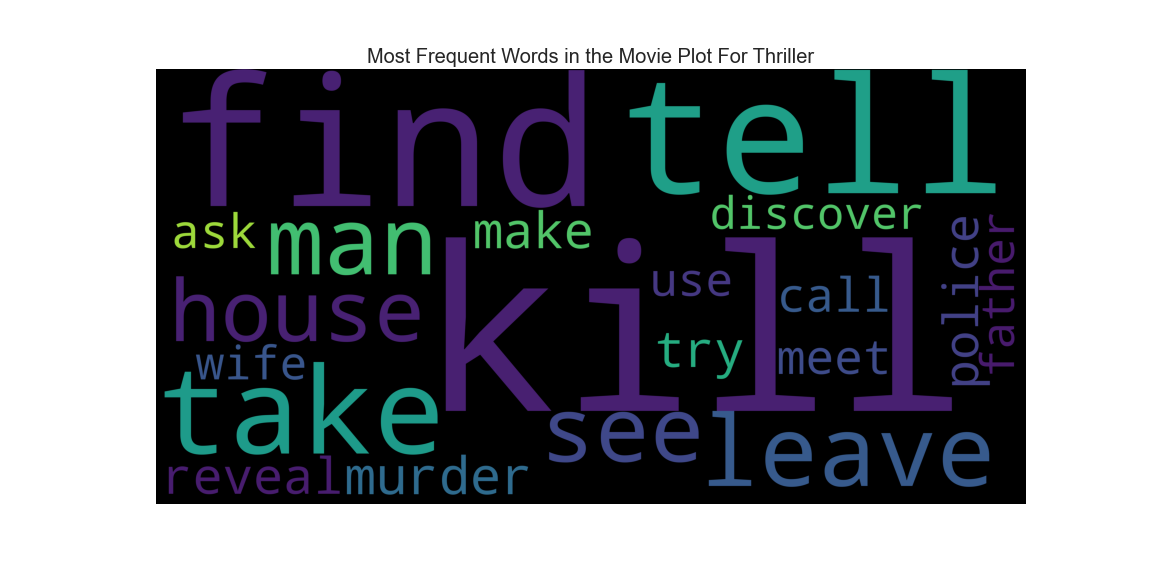 Most Frequent Words in the Movie Plot For Thriller
find
tell
ask
man
make
discover
police
father
house
kill
use
call
try
meet
wife
take
see
leave
reveal
murder